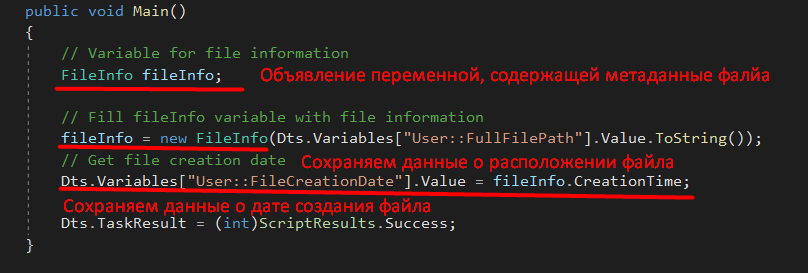 public void Main()
{
// Variable for file information
FileInfo fileInfo; Объявление переменной, содержащей метаданные фалйа
// Fill fileInfo variable with file information
fileInfo = new FileInfo(Dts.Variables["User::FullFilePath"].Value.ToString());
// Get file creation date Сохраняем данные о расположении файла
Dts.Variables["User::FileCreationDate"].Value = fileInfo.CreationTime;
Сохраняем данные о дате создания файла
Dts.TaskResult = (int)ScriptResults.Success;
}